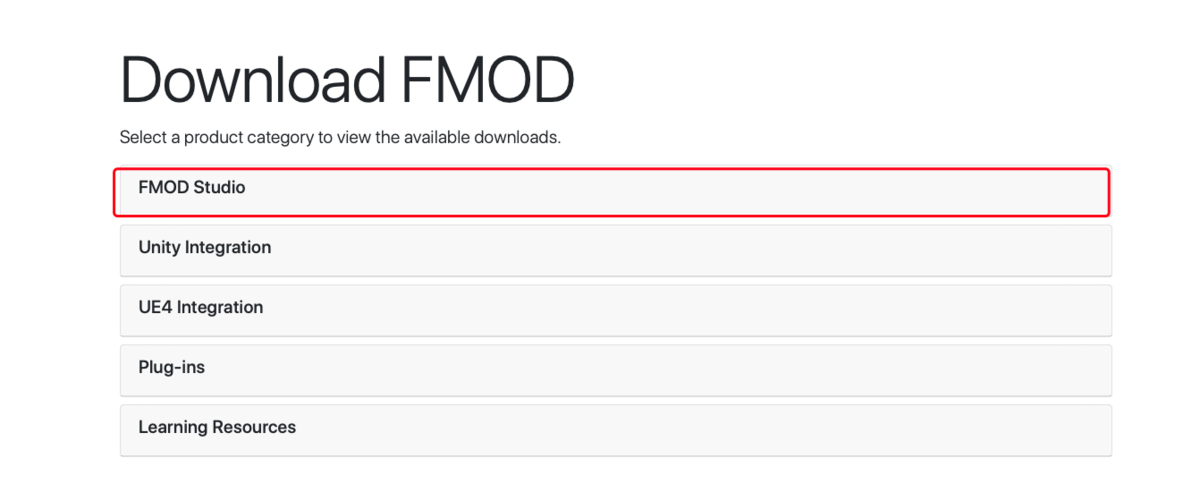 Download FMOD
Select a product category to view the available downloads.
FMOD Studio
Unity Integration
UE4 Integration
Plug-ins
Learning Resources